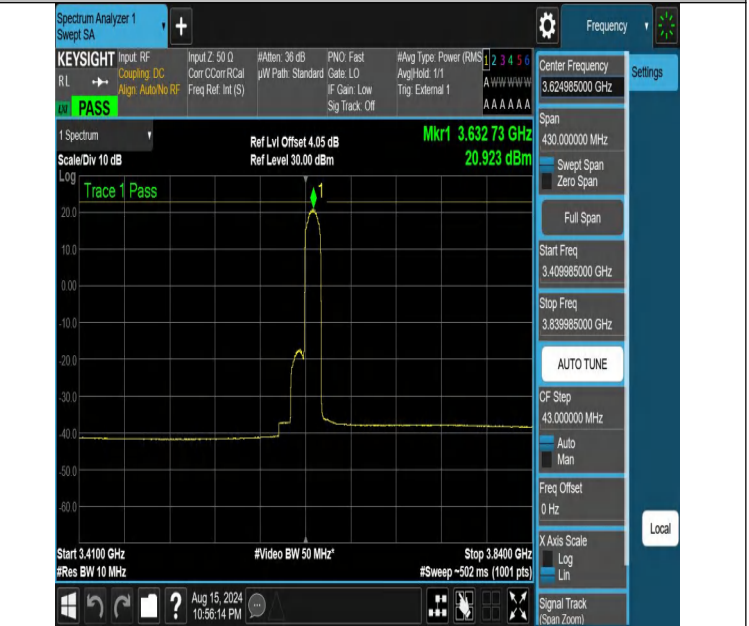 Spectrum Analyzer 1
Swept SA
+
Frequency
KEYSIGHT
RL
LXI
PASS
Input: RF
Coupling: DC
Align: Auto/No RF
Input Z: 50 Ω
Corr CCorr RCal
Freq Ref: Int (S)
#Atten: 36 dB
µW Path: Standard
PNO: Fast
Gate: LO
IF Gain: Low
Sig Track: Off
#Avg Type: Power (RMS
Avg|Hold: 1/1
Trig: External 1
1 2 3 4 5 6
A W W W W W
A A A A A A
1 Spectrum
Scale/Div 10 dB
Ref Lvl Offset 4.05 dB
Ref Level 30.00 dBm
Mkr1 3.632 73 GHz
20.923 dBm
Log
Trace 1 Pass
1
20.0
10.0
0.00
-10.0
-20.0
-30.0
-40.0
-50.0
-60.0
Start 3.4100 GHz
#Res BW 10 MHz
#Video BW 50 MHz*
Stop 3.8400 GHz
#Sweep ~502 ms (1001 pts)
Center Frequency
3.624985000 GHz
Settings
Span
430.000000 MHz
Swept Span
Zero Span
Full Span
Start Freq
3.409985000 GHz
Stop Freq
3.839985000 GHz
AUTO TUNE
CF Step
43.000000 MHz
Auto
Man
Freq Offset
0 Hz
X Axis Scale
Log
Lin
Local
Signal Track
(Span Zoom)
?
Aug 15, 2024
10:56:14 PM